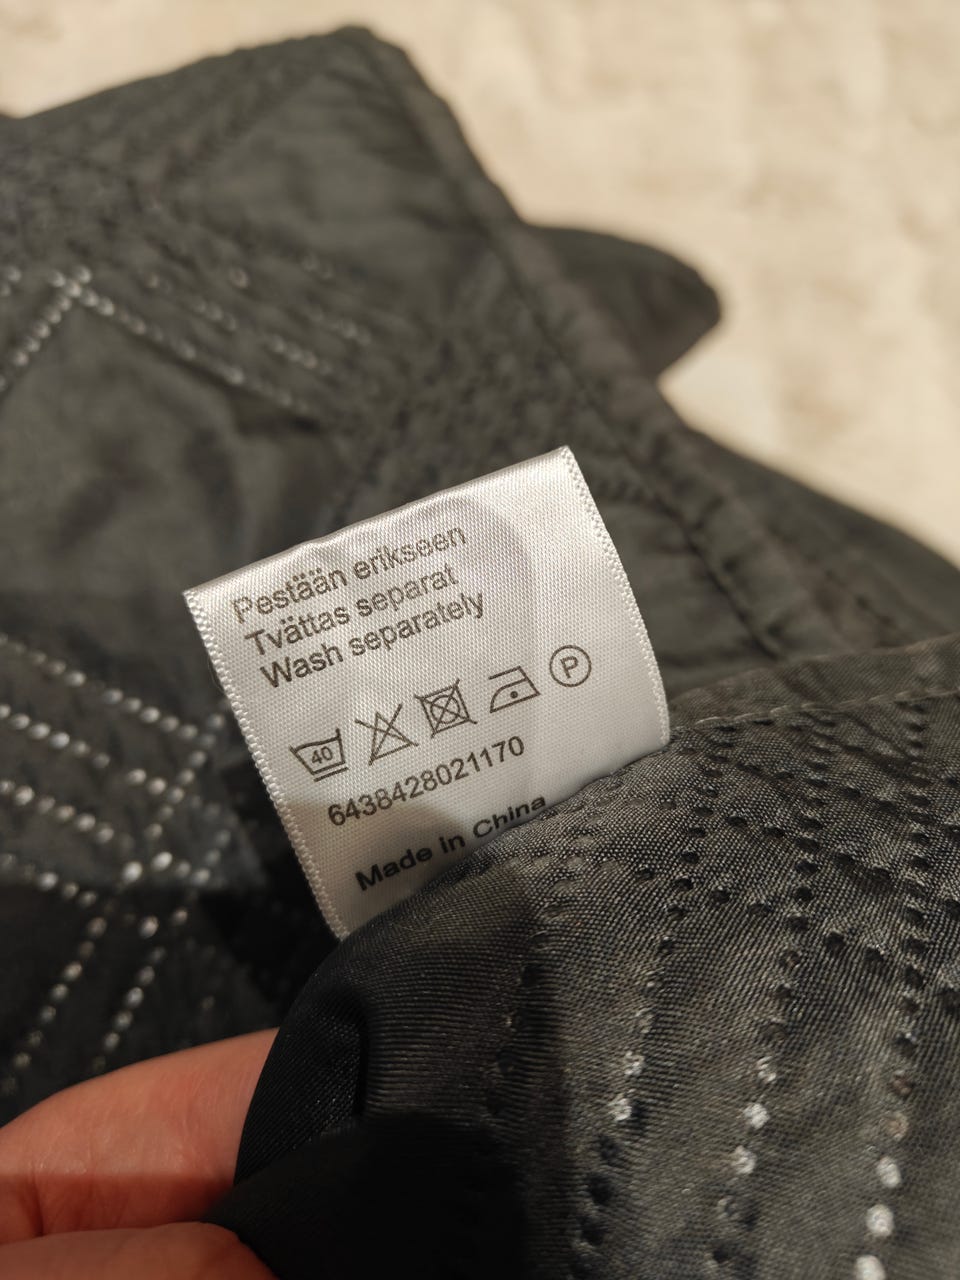 Pestään erikseen
Tvättas separat
Wash separately
40 P
6438428021170
Made in China